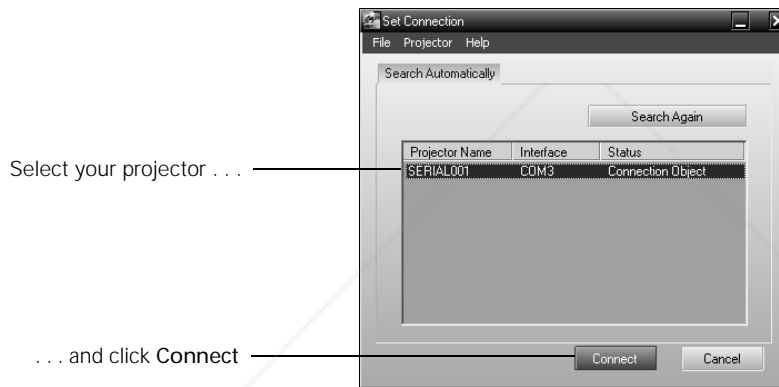 Set Connection
File Projector Help
Search Automatically
Search Again
Projector Name Interface Status
Select your projector . . .
SERIAL001 COM3 Connection Object
. . . and click Connect
Connect Cancel